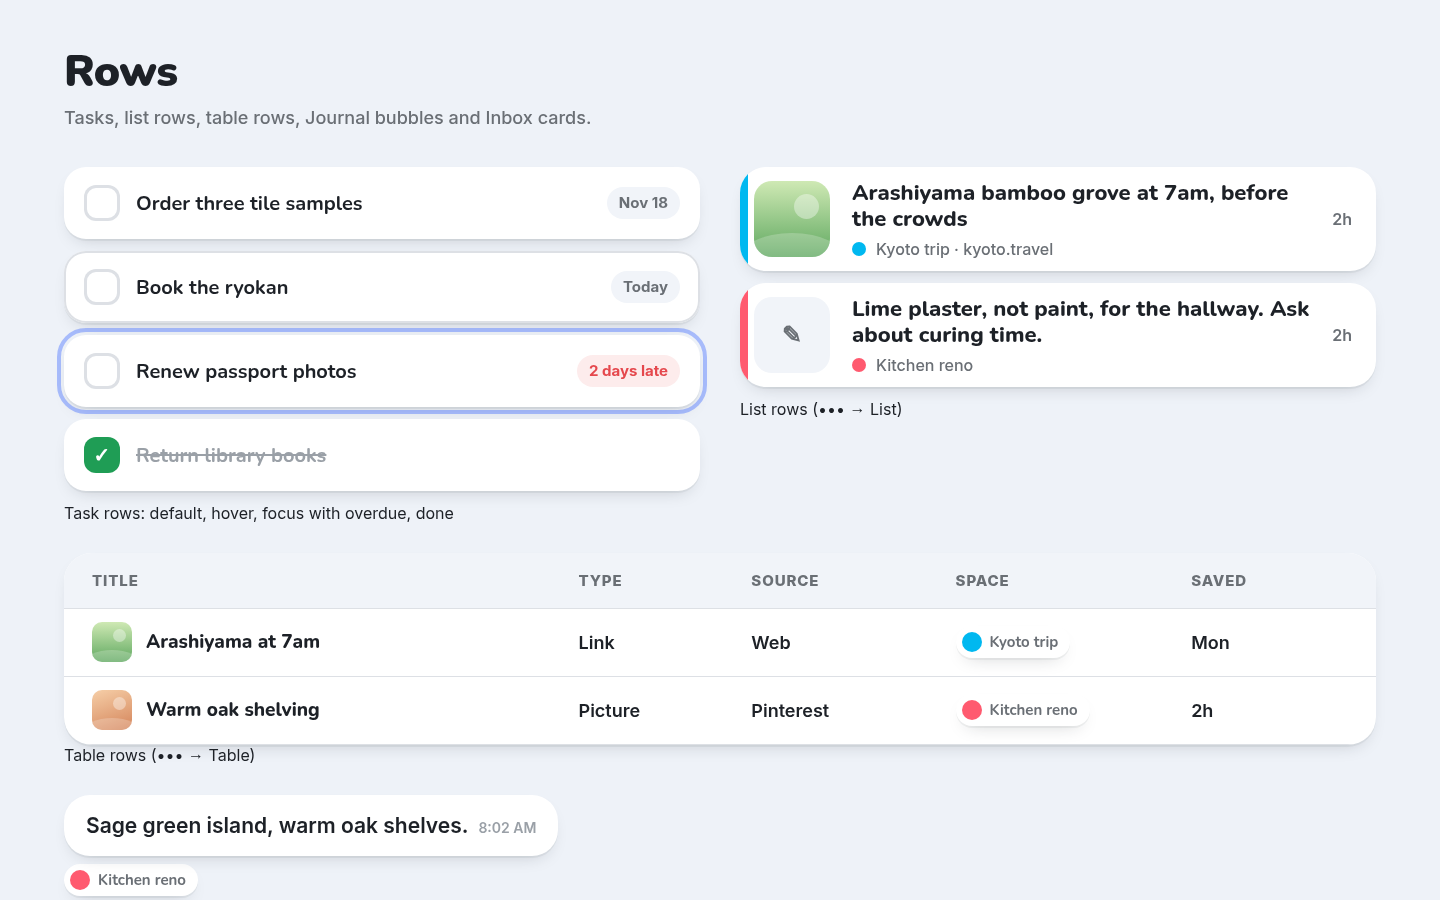 Rows
Tasks, list rows, table rows, Journal bubbles and Inbox cards.
Order three tile samples
Nov 18
Book the ryokan
Today
Renew passport photos
2 days late
✓
Return library books
Task rows: default, hover, focus with overdue, done
Arashiyama bamboo grove at 7am, before
the crowds
Kyoto trip · kyoto.travel
2h
✎
Lime plaster, not paint, for the hallway. Ask
about curing time.
Kitchen reno
2h
List rows (••• → List)
TITLE TYPE SOURCE SPACE SAVED
Arashiyama at 7am Link Web Kyoto trip Mon
Warm oak shelving Picture Pinterest Kitchen reno 2h
Table rows (••• → Table)
Sage green island, warm oak shelves. 8:02 AM
Kitchen reno